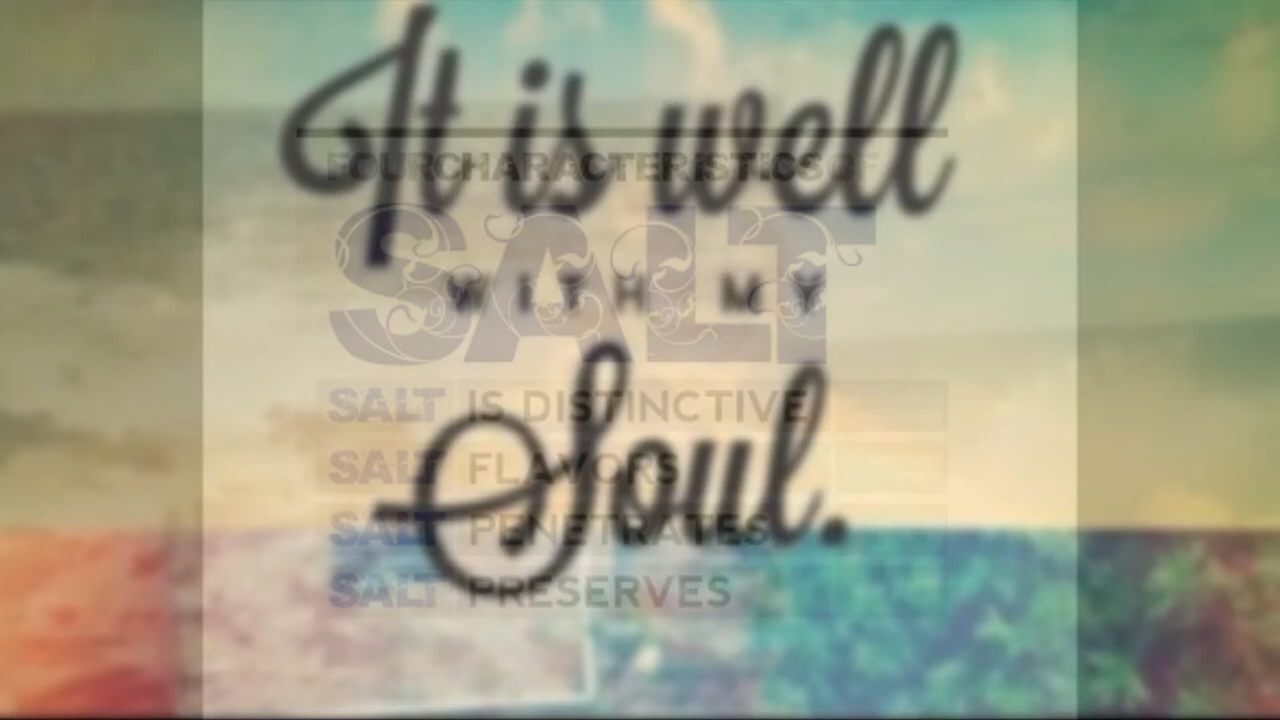 It is well
FOUR CHARACTERISTICS OF
SALT
WITH MY
SALT IS DISTINCTIVE
Soul.
SALT FLAVORS
SALT PENETRATES
SALT PRESERVES